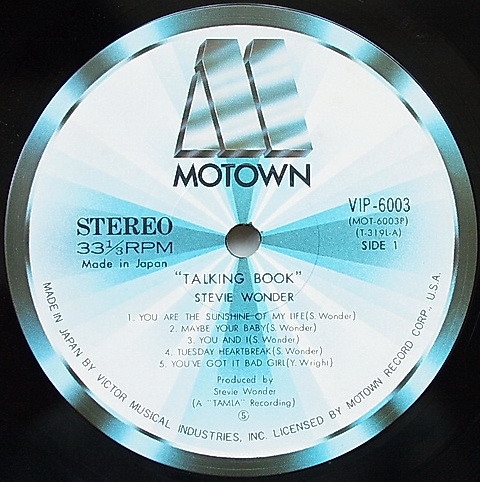 MOTOWN
STEREO
33⅓RPM
Made in Japan
VIP-6003
(MOT-6003P)
(T-319L-A)
SIDE 1
"TALKING BOOK"
STEVIE WONDER
1. YOU ARE THE SUNSHINE OF MY LIFE(S. Wonder)
2. MAYBE YOUR BABY(S. Wonder)
3. YOU AND I(S. Wonder)
4. TUESDAY HEARTBREAK(S. Wonder)
5. YOU'VE GOT IT BAD GIRL(Y. Wright)
Produced by
Stevie Wonder
(A "TAMLA" Recording)
Ⓢ
MADE IN JAPAN BY VICTOR MUSICAL INDUSTRIES, INC. LICENSED BY MOTOWN RECORD CORP., U.S.A.